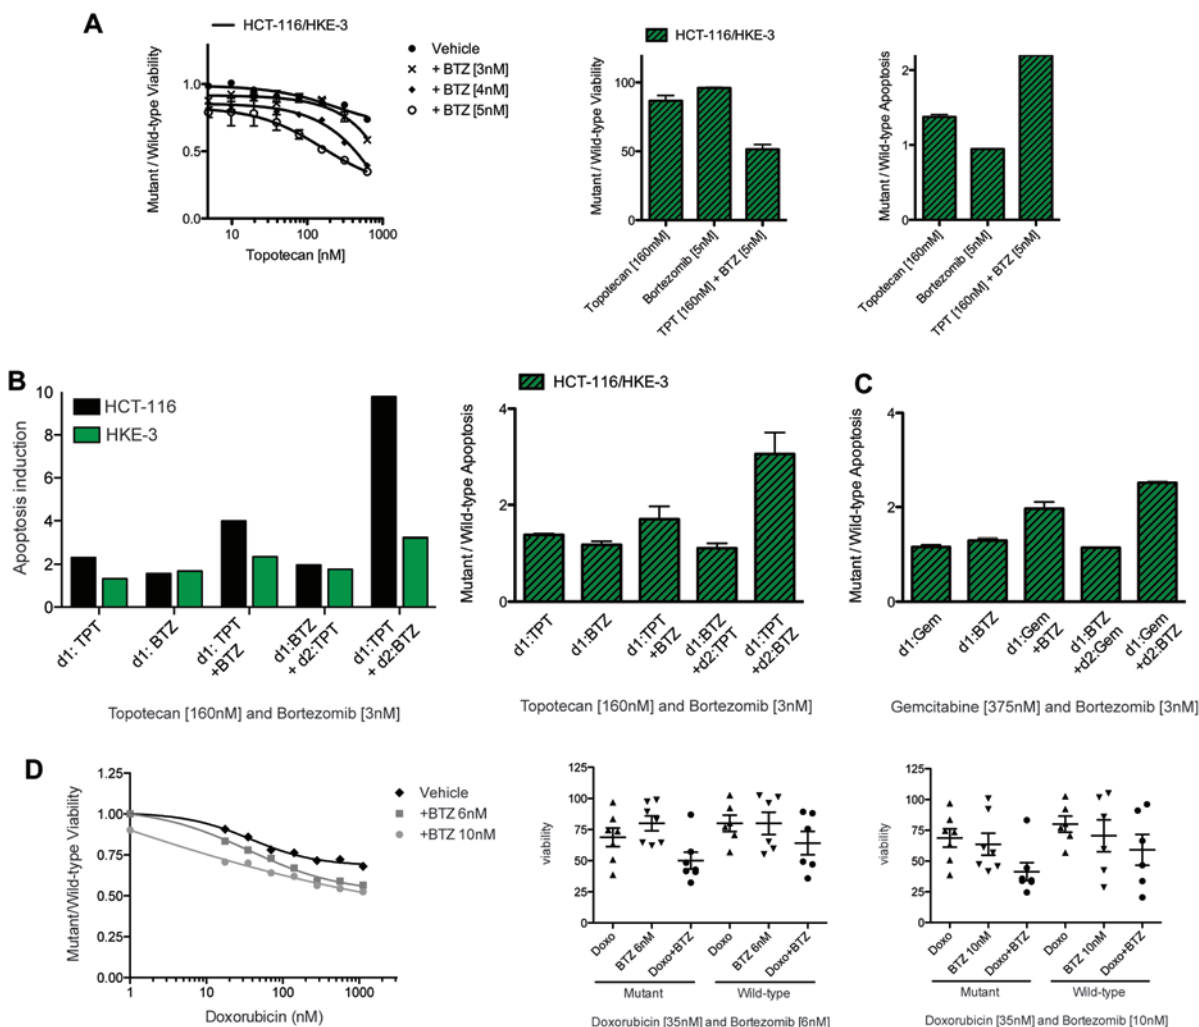 A
HCT-116/HKE-3
Vehicle
+ BTZ [3nM]
+ BTZ [4nM]
+ BTZ [5nM]
Mutant / Wild-type Viability
1.0
0.5
0.0
10
100
1000
Topotecan [nM]
HCT-116/HKE-3
Mutant / Wild-type Viability
100
50
0
Topotecan [160mM]
Bortezomib [5nM]
TPT [160nM] + BTZ [5nM]
Mutant / Wild-type Apoptosis
2
1
0
Topotecan [160mM]
Bortezomib [5nM]
TPT [160nM] + BTZ [5nM]
B
Apoptosis induction
10
8
6
4
2
0
HCT-116
HKE-3
d1: TPT
d1: BTZ
d1: TPT
+BTZ
d1:BTZ
+ d2:TPT
d1:TPT
+ d2:BTZ
Topotecan [160nM] and Bortezomib [3nM]
HCT-116/HKE-3
Mutant / Wild-type Apoptosis
4
2
0
d1:TPT
d1:BTZ
d1:TPT
+BTZ
d1:BTZ
+d2:TPT
d1:TPT
+d2:BTZ
Topotecan [160nM] and Bortezomib [3nM]
C
Mutant / Wild-type Apoptosis
4
2
0
d1:Gem
d1:BTZ
d1:Gem
+BTZ
d1:BTZ
+d2:Gem
d1:Gem
+d2:BTZ
Gemcitabine [375nM] and Bortezomib [3nM]
D
Mutant/Wild-type Viability
1.25
1.00
0.75
0.50
0.25
0.00
Vehicle
+BTZ 6nM
+BTZ 10nM
1
10
100
1000
Doxorubicin (nM)
viability
125
100
75
50
25
0
Doxo
BTZ 6nM
Doxo+BTZ
Doxo
BTZ 6nM
Doxo+BTZ
Mutant
Wild-type
Doxorubicin [35nM] and Bortezomib [6nM]
viability
125
100
75
50
25
0
Doxo
BTZ 10nM
Doxo+BTZ
Doxo
BTZ 10nM
Doxo+BTZ
Mutant
Wild-type
Doxorubicin [35nM] and Bortezomib [10nM]